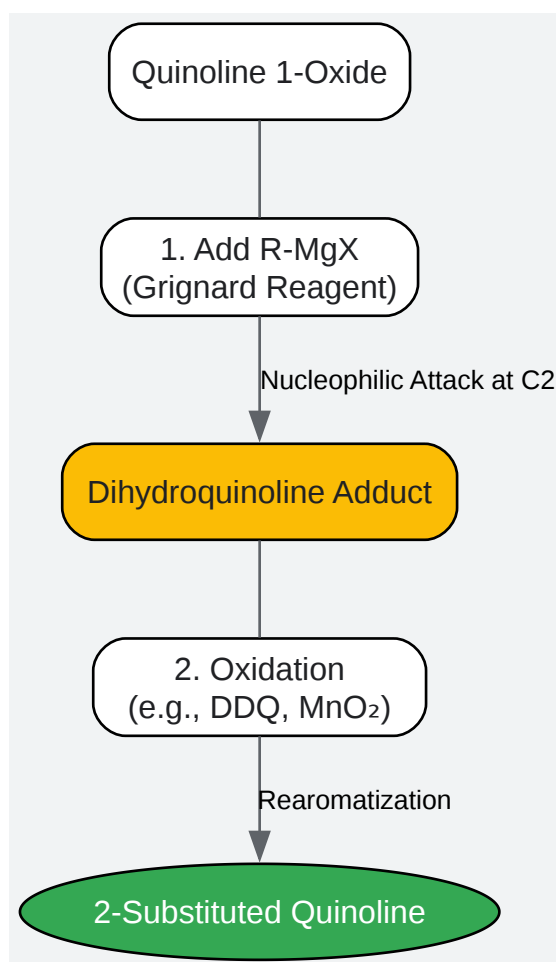 Quinoline 1-Oxide
1. Add R-MgX
(Grignard Reagent)
Nucleophilic Attack at C2
Dihydroquinoline Adduct
2. Oxidation
(e.g., DDQ, MnO₂)
Rearomatization
2-Substituted Quinoline